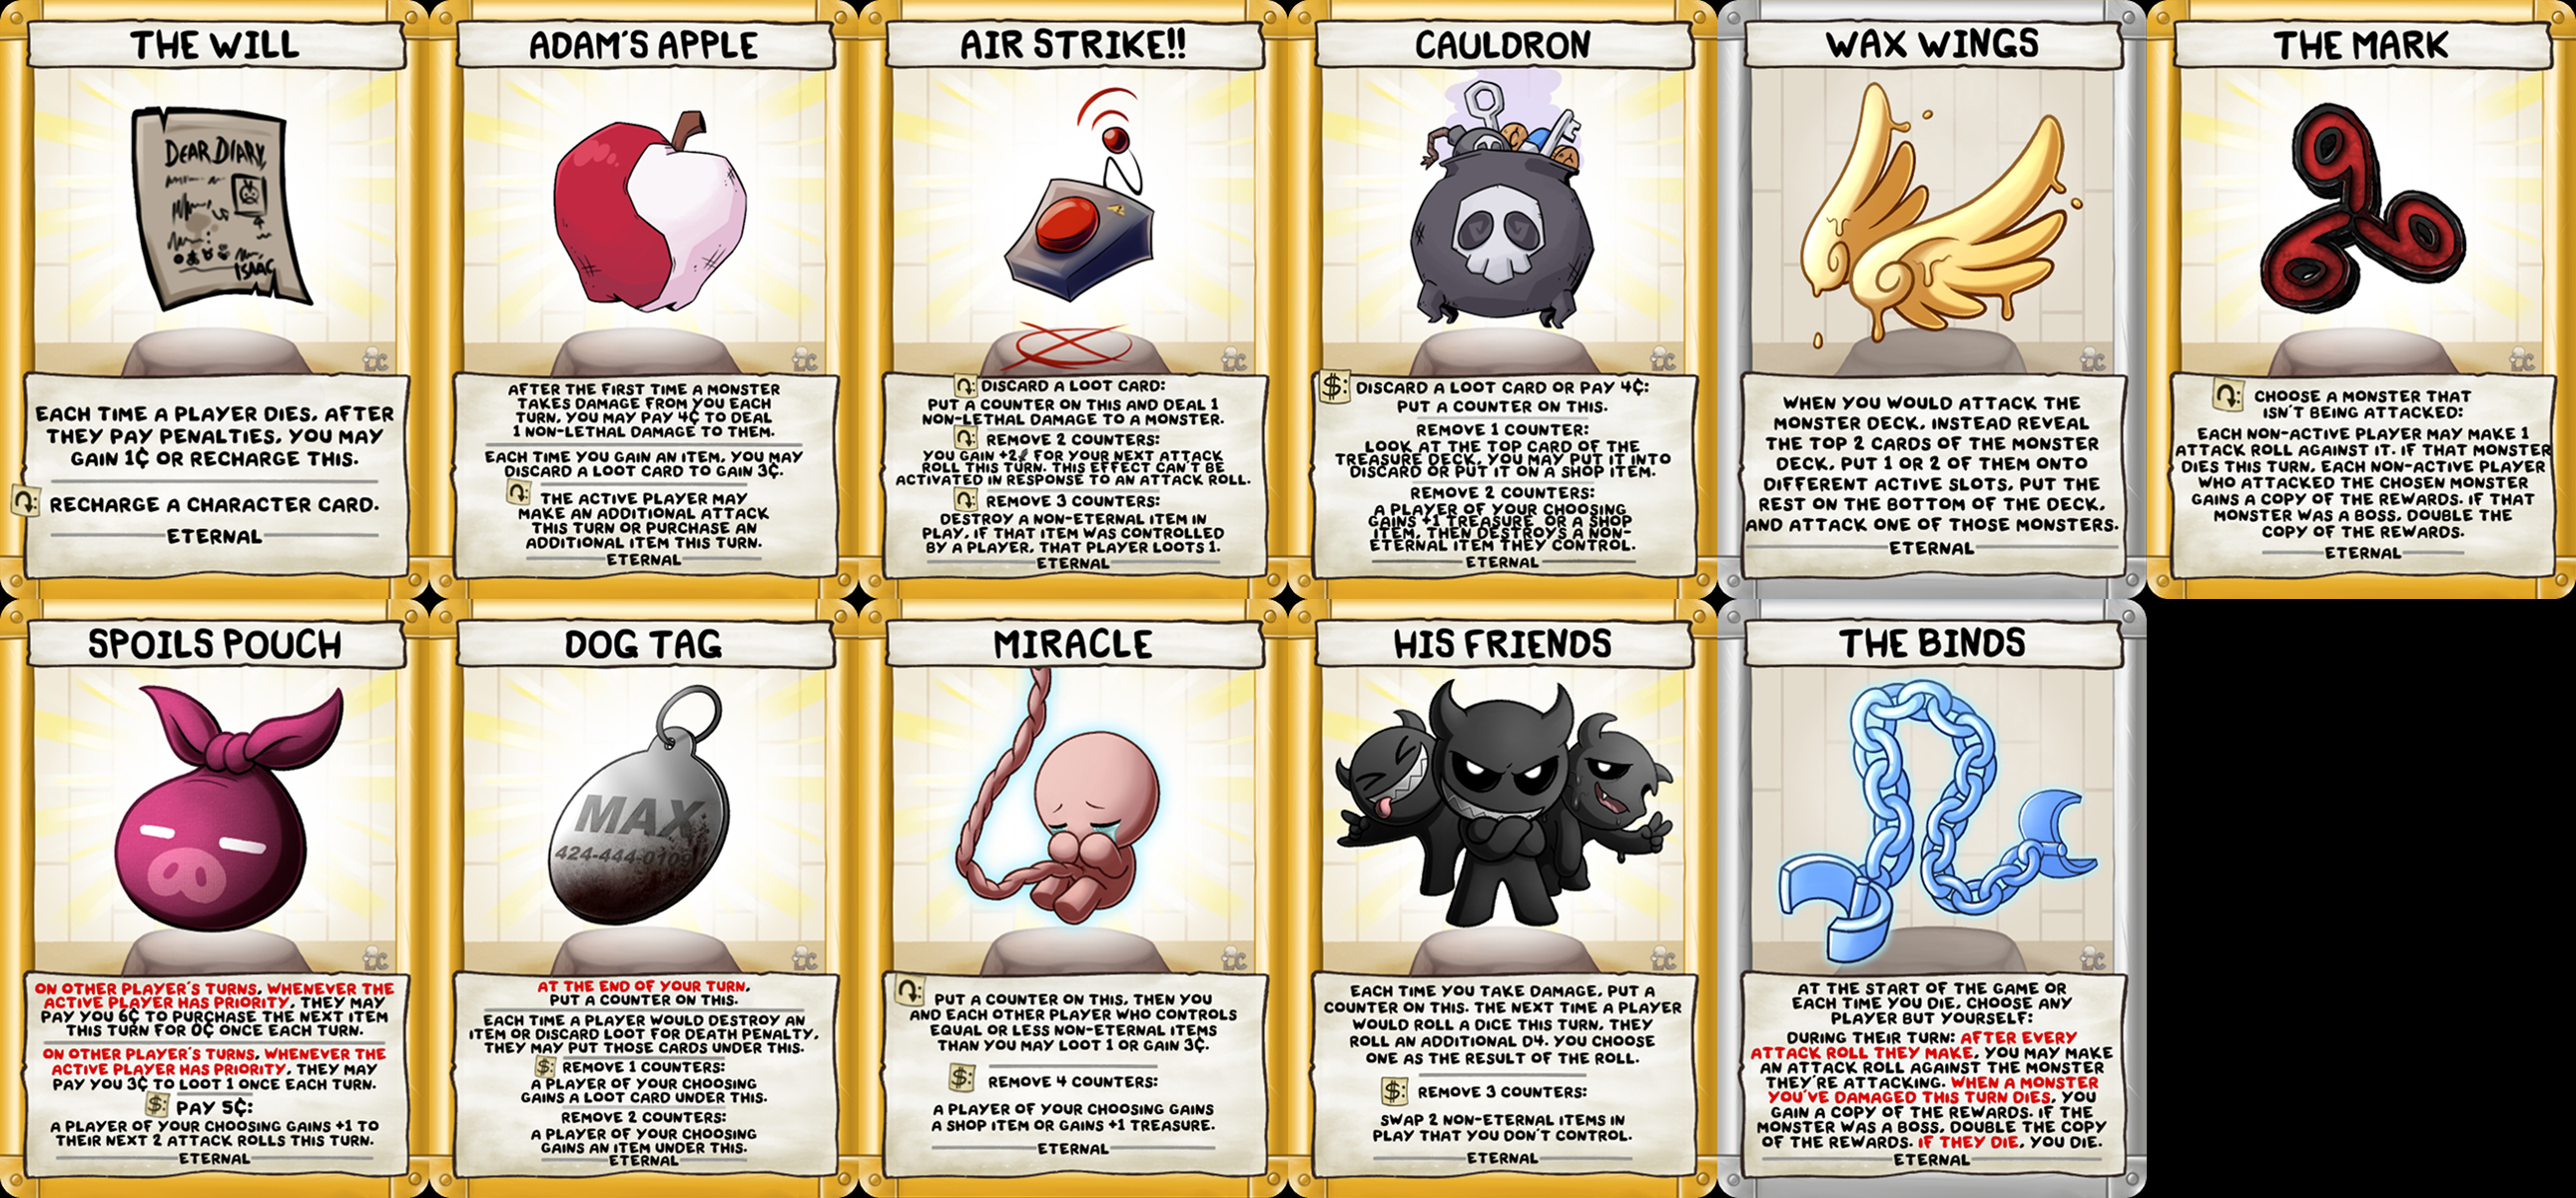 THE WILL
DEAR DIARY,
ISAAC
EACH TIME A PLAYER DIES, AFTER
THEY PAY PENALTIES, YOU MAY
GAIN 1¢ OR RECHARGE THIS.
RECHARGE A CHARACTER CARD.
ETERNAL
ADAM'S APPLE
AFTER THE FIRST TIME A MONSTER
TAKES DAMAGE FROM YOU EACH
TURN, YOU MAY PAY 4¢ TO DEAL
1 NON-LETHAL DAMAGE TO THEM.
EACH TIME YOU GAIN AN ITEM, YOU MAY
DISCARD A LOOT CARD TO GAIN 3¢.
THE ACTIVE PLAYER MAY
MAKE AN ADDITIONAL ATTACK
THIS TURN OR PURCHASE AN
ADDITIONAL ITEM THIS TURN.
ETERNAL
AIR STRIKE!!
DISCARD A LOOT CARD:
PUT A COUNTER ON THIS AND DEAL 1
NON-LETHAL DAMAGE TO A MONSTER.
REMOVE 2 COUNTERS:
YOU GAIN +2 FOR YOUR NEXT ATTACK
ROLL THIS TURN. THIS EFFECT CAN'T BE
ACTIVATED IN RESPONSE TO AN ATTACK ROLL.
REMOVE 3 COUNTERS:
DESTROY A NON-ETERNAL ITEM IN
PLAY, IF THAT ITEM WAS CONTROLLED
BY A PLAYER, THAT PLAYER LOOTS 1.
ETERNAL
CAULDRON
$: DISCARD A LOOT CARD OR PAY 4¢:
PUT A COUNTER ON THIS.
REMOVE 1 COUNTER:
LOOK AT THE TOP CARD OF THE
TREASURE DECK, YOU MAY PUT IT INTO
DISCARD OR PUT IT ON A SHOP ITEM.
REMOVE 2 COUNTERS:
A PLAYER OF YOUR CHOOSING
GAINS +1 TREASURE OR A SHOP
ITEM, THEN DESTROYS A NON-
ETERNAL ITEM THEY CONTROL.
ETERNAL
WAX WINGS
WHEN YOU WOULD ATTACK THE
MONSTER DECK, INSTEAD REVEAL
THE TOP 2 CARDS OF THE MONSTER
DECK, PUT 1 OR 2 OF THEM ONTO
DIFFERENT ACTIVE SLOTS, PUT THE
REST ON THE BOTTOM OF THE DECK,
AND ATTACK ONE OF THOSE MONSTERS.
ETERNAL
THE MARK
CHOOSE A MONSTER THAT
ISN'T BEING ATTACKED:
EACH NON-ACTIVE PLAYER MAY MAKE 1
ATTACK ROLL AGAINST IT. IF THAT MONSTER
DIES THIS TURN, EACH NON-ACTIVE PLAYER
WHO ATTACKED THE CHOSEN MONSTER
GAINS A COPY OF THE REWARDS. IF THAT
MONSTER WAS A BOSS, DOUBLE THE
COPY OF THE REWARDS.
ETERNAL
SPOILS POUCH
ON OTHER PLAYER'S TURNS, WHENEVER THE
ACTIVE PLAYER HAS PRIORITY, THEY MAY
PAY YOU 6¢ TO PURCHASE THE NEXT ITEM
THIS TURN FOR 0¢ ONCE EACH TURN.
ON OTHER PLAYER'S TURNS, WHENEVER THE
ACTIVE PLAYER HAS PRIORITY, THEY MAY
PAY YOU 3¢ TO LOOT 1 ONCE EACH TURN.
$: PAY 5¢:
A PLAYER OF YOUR CHOOSING GAINS +1 TO
THEIR NEXT 2 ATTACK ROLLS THIS TURN.
ETERNAL
DOG TAG
MAX
424-444-0109
AT THE END OF YOUR TURN,
PUT A COUNTER ON THIS.
EACH TIME A PLAYER WOULD DESTROY AN
ITEM OR DISCARD LOOT FOR DEATH PENALTY,
THEY MAY PUT THOSE CARDS UNDER THIS.
$: REMOVE 1 COUNTERS:
A PLAYER OF YOUR CHOOSING
GAINS A LOOT CARD UNDER THIS.
REMOVE 2 COUNTERS:
A PLAYER OF YOUR CHOOSING
GAINS AN ITEM UNDER THIS.
ETERNAL
MIRACLE
PUT A COUNTER ON THIS, THEN YOU
AND EACH OTHER PLAYER WHO CONTROLS
EQUAL OR LESS NON-ETERNAL ITEMS
THAN YOU MAY LOOT 1 OR GAIN 3¢.
$: REMOVE 4 COUNTERS:
A PLAYER OF YOUR CHOOSING GAINS
A SHOP ITEM OR GAINS +1 TREASURE.
ETERNAL
HIS FRIENDS
EACH TIME YOU TAKE DAMAGE, PUT A
COUNTER ON THIS. THE NEXT TIME A PLAYER
WOULD ROLL A DICE THIS TURN, THEY
ROLL AN ADDITIONAL D4. YOU CHOOSE
ONE AS THE RESULT OF THE ROLL.
$: REMOVE 3 COUNTERS:
SWAP 2 NON-ETERNAL ITEMS IN
PLAY THAT YOU DON'T CONTROL.
ETERNAL
THE BINDS
AT THE START OF THE GAME OR
EACH TIME YOU DIE, CHOOSE ANY
PLAYER BUT YOURSELF:
DURING THEIR TURN: AFTER EVERY
ATTACK ROLL THEY MAKE, YOU MAY MAKE
AN ATTACK ROLL AGAINST THE MONSTER
THEY'RE ATTACKING. WHEN A MONSTER
YOU'VE DAMAGED THIS TURN DIES, YOU
GAIN A COPY OF THE REWARDS. IF THE
MONSTER WAS A BOSS, DOUBLE THE COPY
OF THE REWARDS. IF THEY DIE, YOU DIE.
ETERNAL